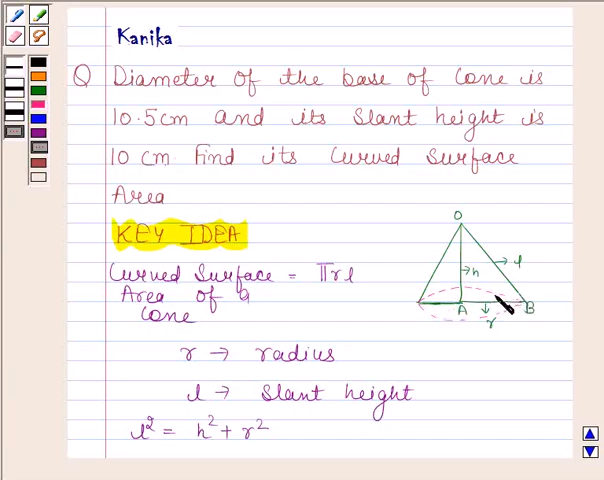 Kanika
Q Diameter of the base of Cone is
10.5cm and its Slant height is
10 cm. Find its Curved Surface
Area
KEY IDEA
Curved Surface = πrl
Area of a
Cone
r → radius
l → Slant height
l² = h² + r²
O
→ l
→ h
A
B
↓
r